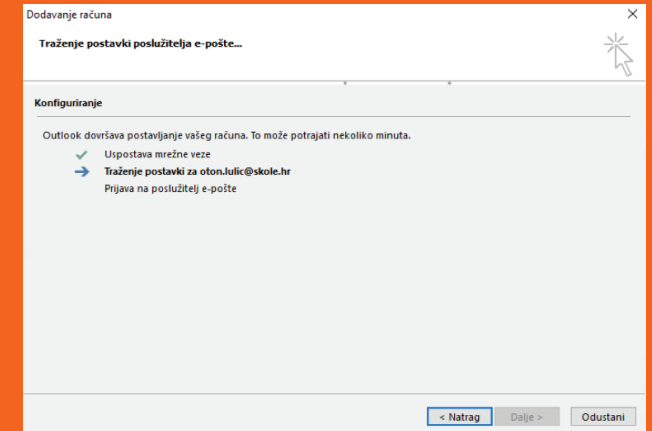 Dodavanje računa
Traženje postavki poslužitelja e-pošte...
Konfiguriranje
Outlook dovršava postavljanje vašeg računa. To može potrajati nekoliko minuta.
Uspostava mrežne veze
Traženje postavki za oton.lulic@skole.hr
Prijava na poslužitelj e-pošte
< Natrag
Dalje >
Odustani